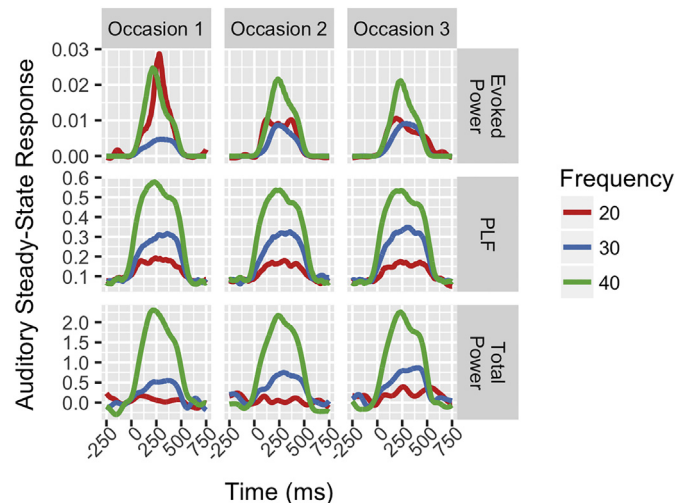 Occasion 1 Occasion 2 Occasion 3
Auditory Steady-State Response
0.03
0.02
0.01
0.00
Evoked
Power
0.6
0.5
0.4
0.3
0.2
0.1
PLF
2.0
1.5
1.0
0.5
0.0
Total
Power
-250 0 250 500 750 -250 0 250 500 750 -250 0 250 500 750
Time (ms)
Frequency
20
30
40